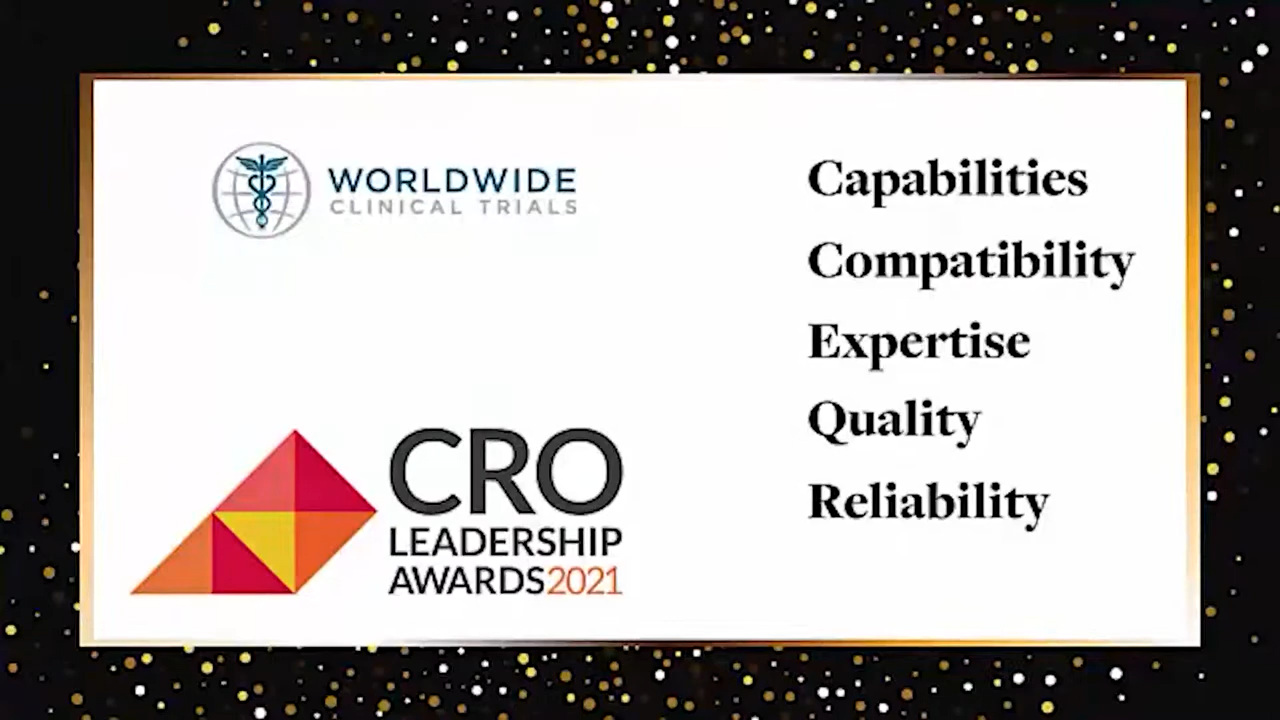 WORLDWIDE
CLINICAL TRIALS
CRO
LEADERSHIP
AWARDS2021
Capabilities
Compatibility
Expertise
Quality
Reliability